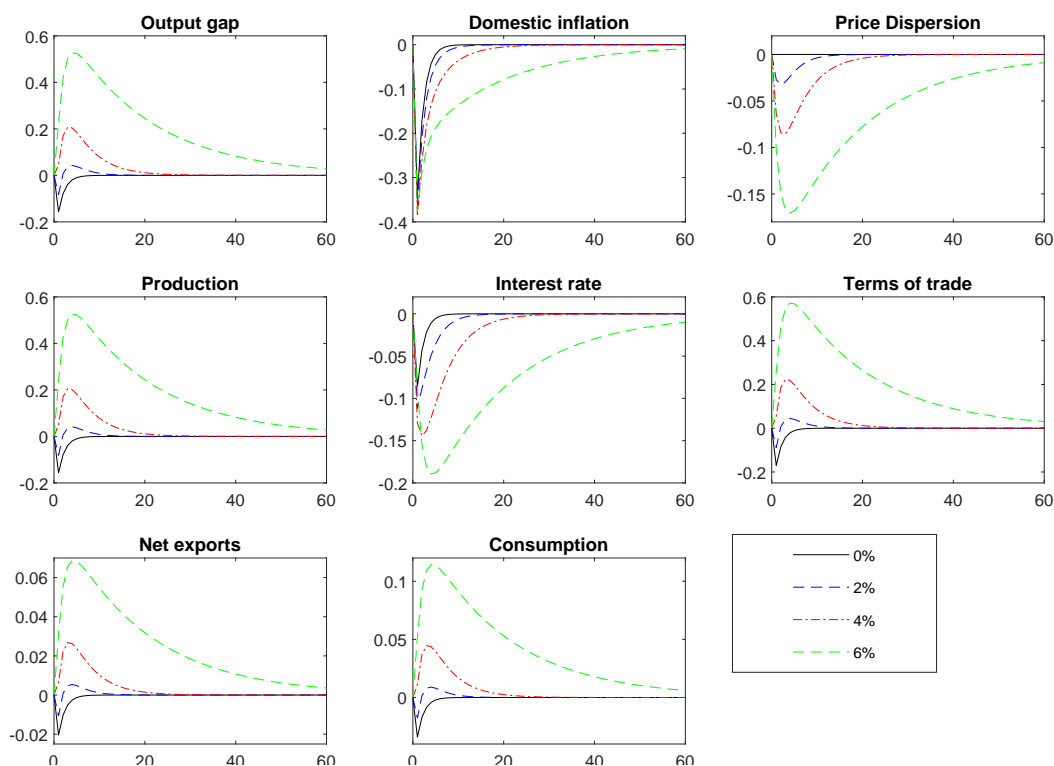 Output gap
0.6
0.4
0.2
0
-0.2
0 20 40 60
Domestic inflation
0
-0.1
-0.2
-0.3
-0.4
0 20 40 60
Price Dispersion
0
-0.05
-0.1
-0.15
0 20 40 60
Production
0.6
0.4
0.2
0
-0.2
0 20 40 60
Interest rate
0
-0.05
-0.1
-0.15
-0.2
0 20 40 60
Terms of trade
0.6
0.4
0.2
0
-0.2
0 20 40 60
Net exports
0.06
0.04
0.02
0
-0.02
0 20 40 60
Consumption
0.1
0.05
0
0 20 40 60
0%
2%
4%
6%